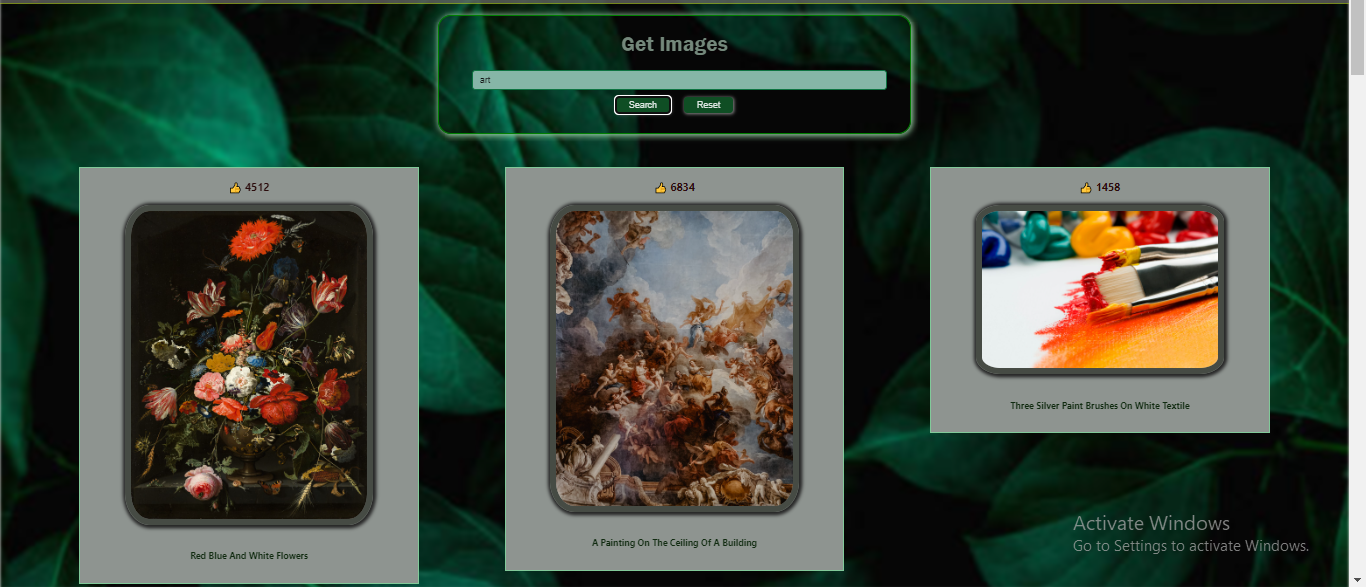 Get Images
art
Search Reset
👍 4512
👍 6834
👍 1458
Three Silver Paint Brushes On White Textile
A Painting On The Ceiling Of A Building
Red Blue And White Flowers
Activate Windows
Go to Settings to activate Windows.